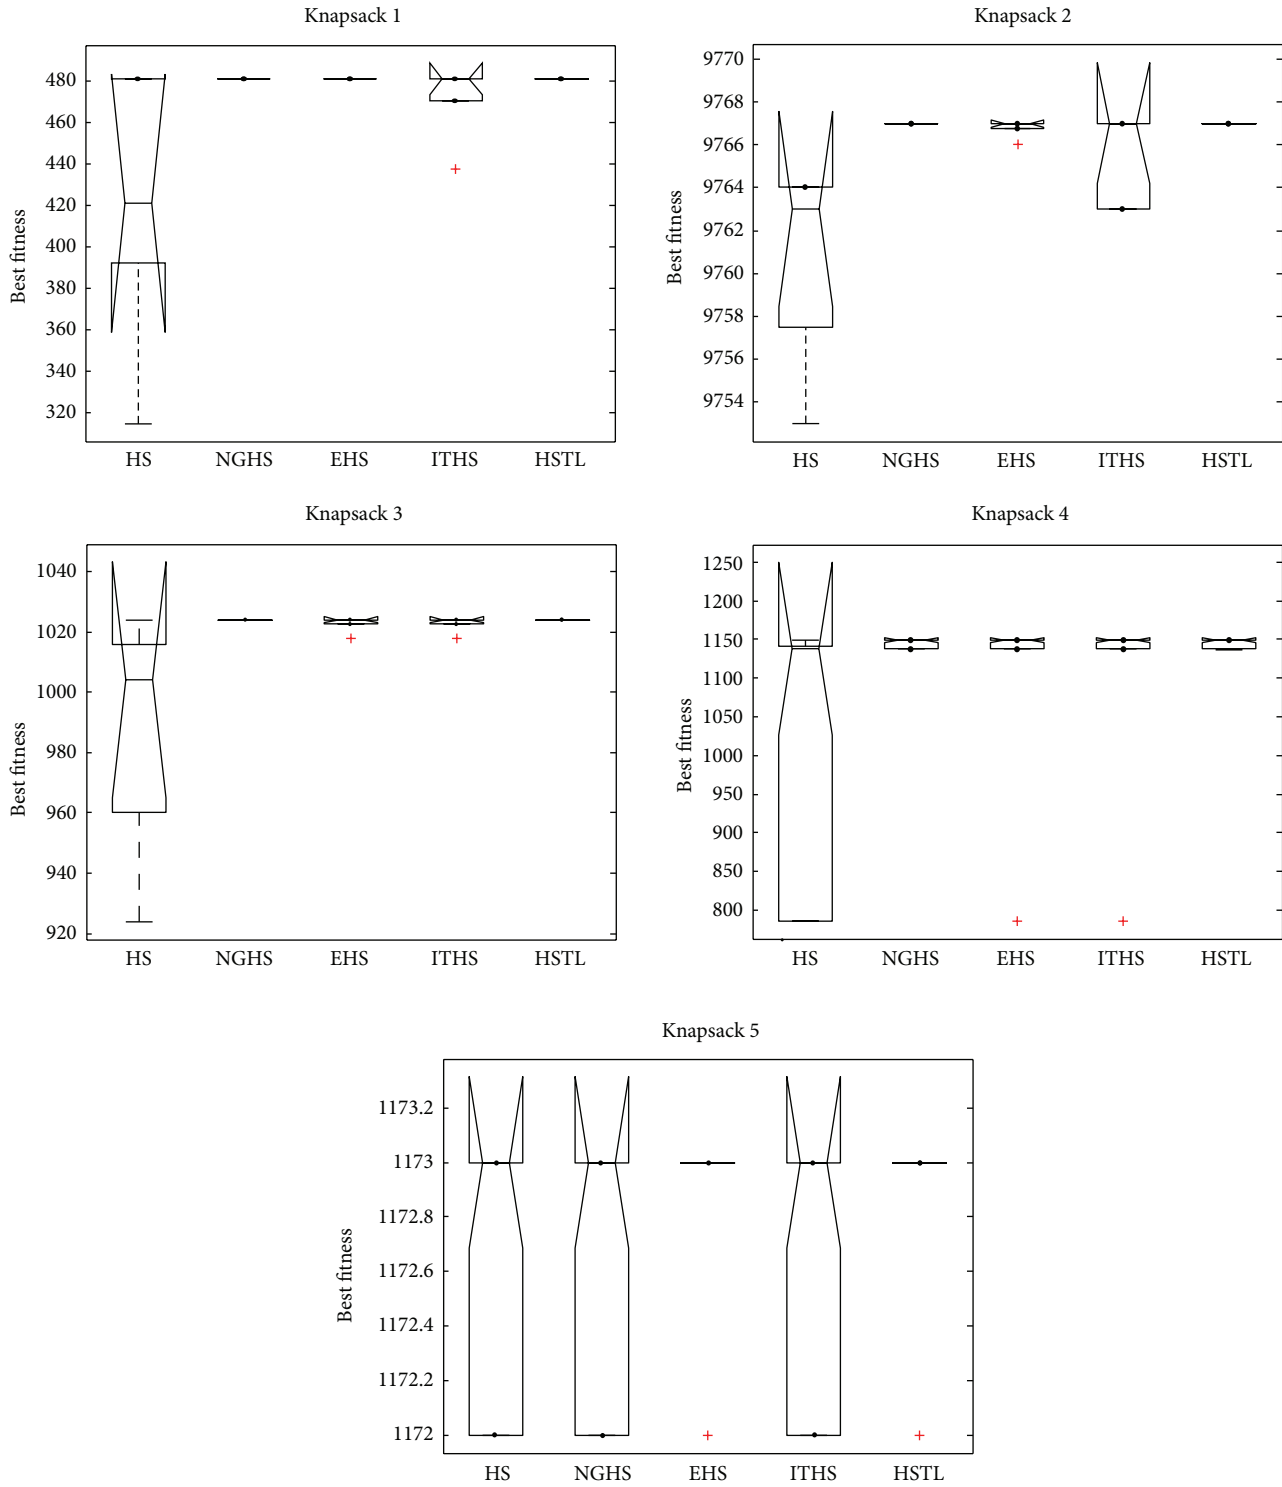 Knapsack 1
Best fitness
480
460
440
420
400
380
360
340
320
HS NGHS EHS ITHS HSTL
Knapsack 2
Best fitness
9770
9768
9766
9764
9762
9760
9758
9756
9754
HS NGHS EHS ITHS HSTL
Knapsack 3
Best fitness
1040
1020
1000
980
960
940
920
HS NGHS EHS ITHS HSTL
Knapsack 4
Best fitness
1250
1200
1150
1100
1050
1000
950
900
850
800
HS NGHS EHS ITHS HSTL
Knapsack 5
Best fitness
1173.2
1173
1172.8
1172.6
1172.4
1172.2
1172
HS NGHS EHS ITHS HSTL